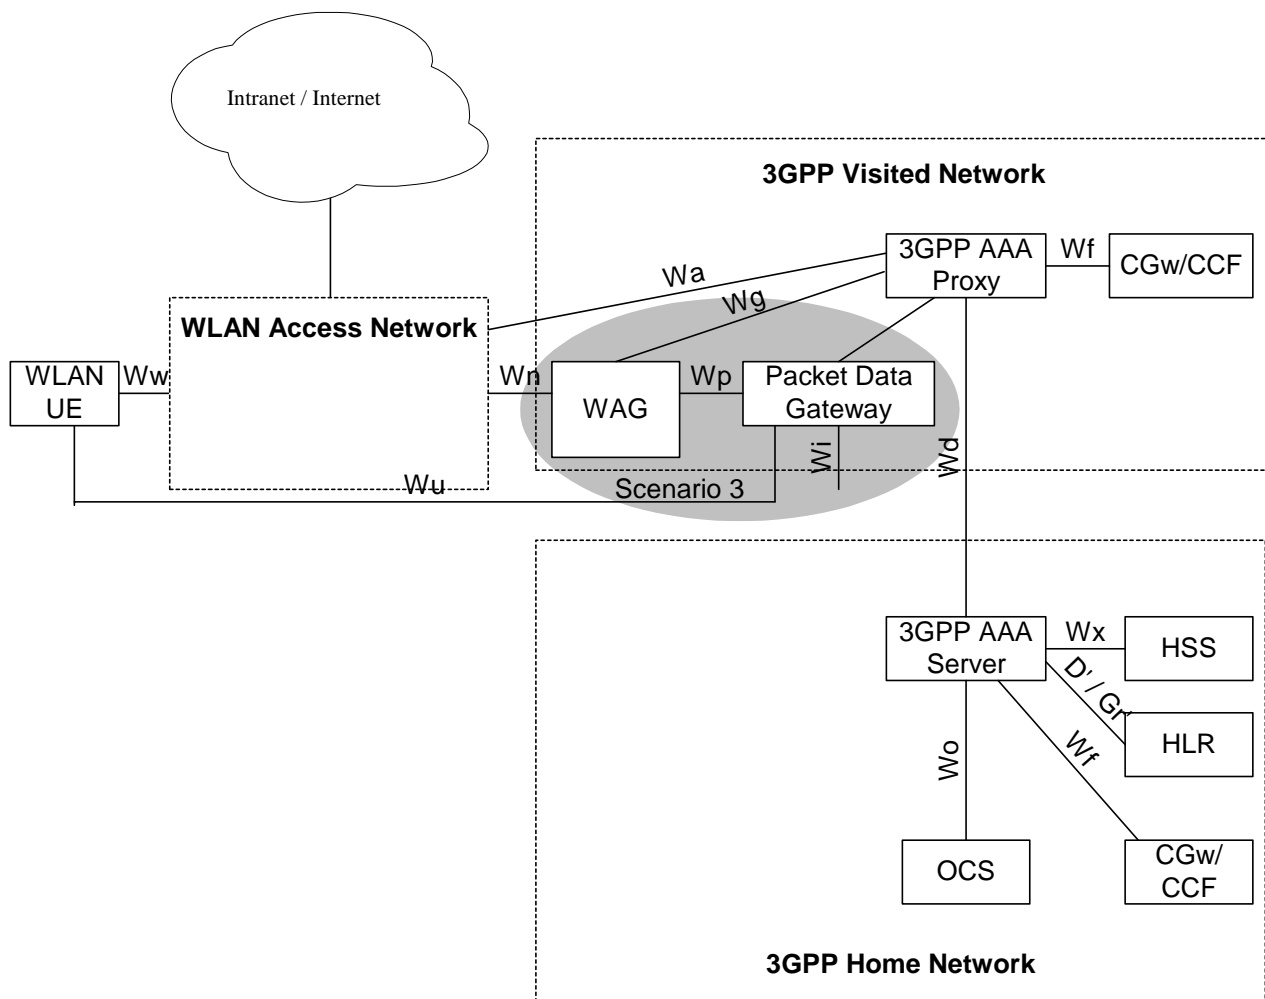 Intranet / Internet
3GPP Visited Network
3GPP AAA
Proxy
Wf
CGw/CCF
Wa
Wg
WLAN Access Network
WLAN
UE
Ww
Wn
WAG
Wp
Packet Data
Gateway
Wi
Wd
Wu
Scenario 3
3GPP AAA
Server
Wx
HSS
D' / Gr'
HLR
Wf
Wo
OCS
CGw/
CCF
3GPP Home Network